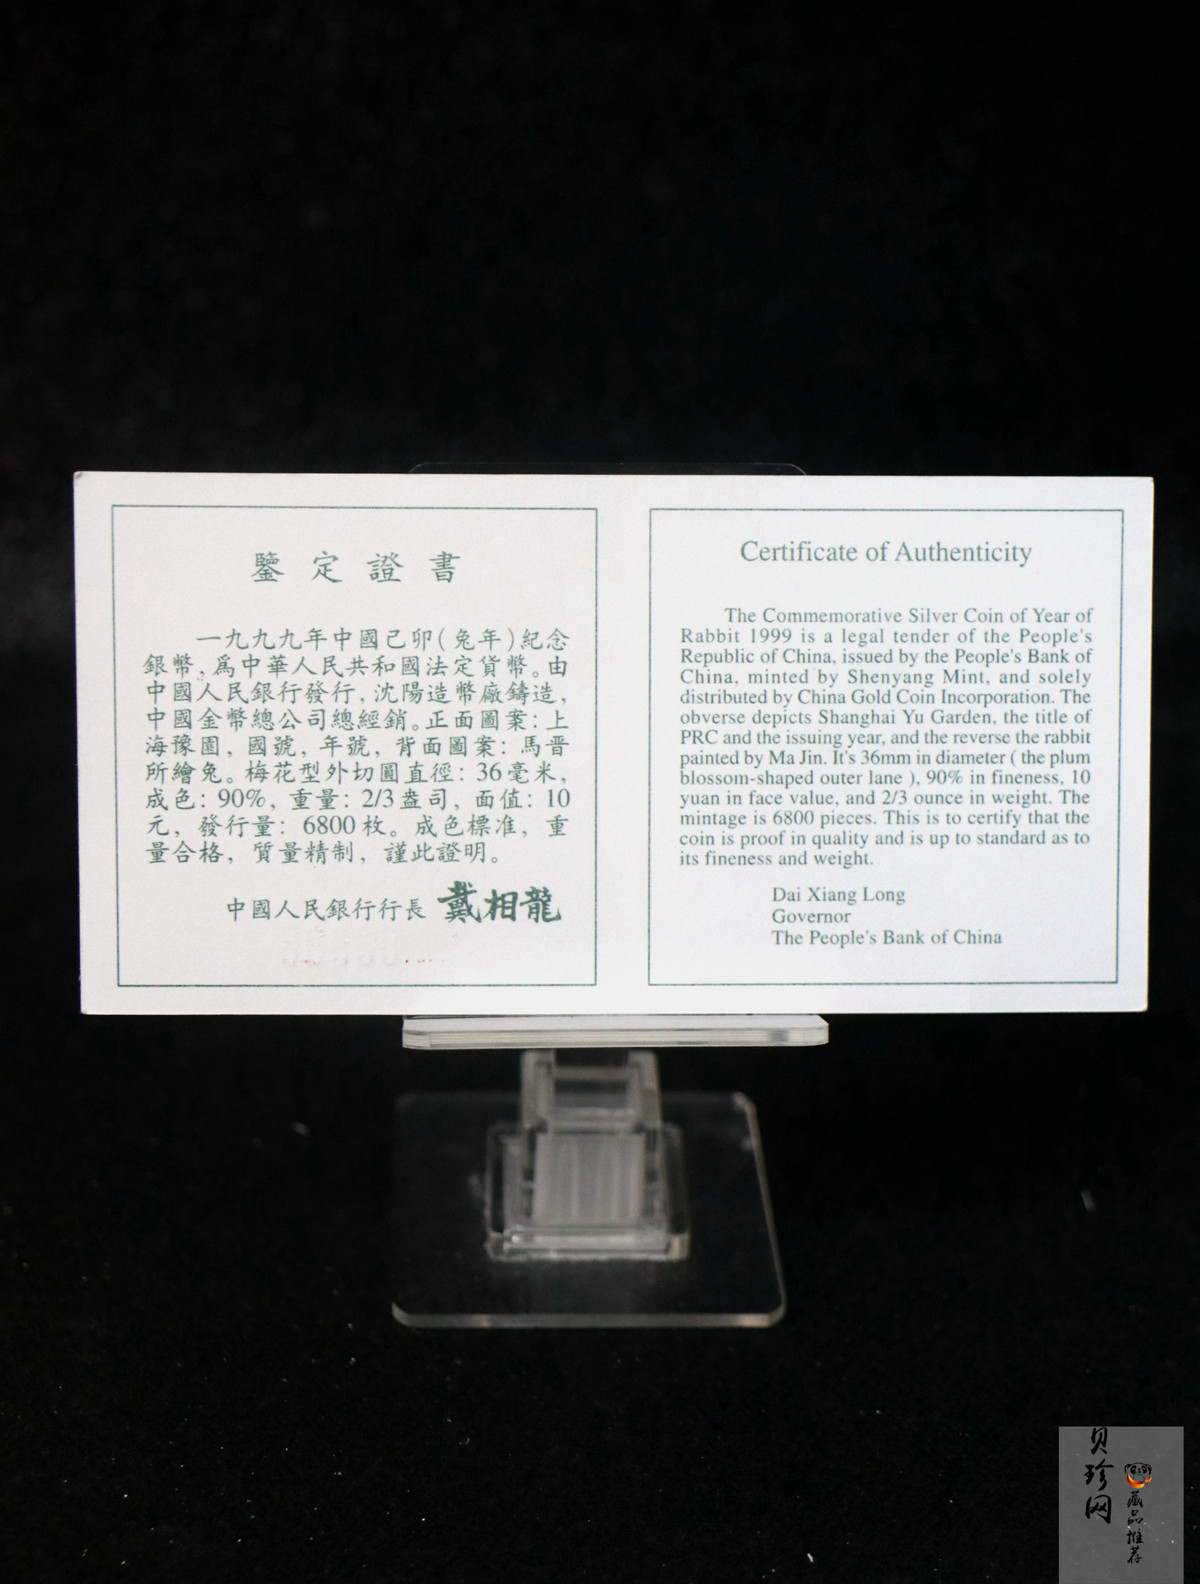 鑒定證書
一九九九年中國己卯(兔年)紀念
銀幣,爲中華人民共和國法定貨幣。由
中國人民銀行發行,沈陽造幣廠鑄造,
中國金幣總公司總經銷。正面圖案:上
海豫園,國號,年號,背面圖案:馬晋
所繪兔。梅花型外切圓直徑:36毫米,
成色:90%,重量:2/3盎司,面值:10
元,發行量:6800枚。成色標准,重
量合格,質量精制,謹此證明。
中國人民銀行行長 戴相龍
Certificate of Authenticity
The Commemorative Silver Coin of Year of
Rabbit 1999 is a legal tender of the People's
Republic of China, issued by the People's Bank of
China, minted by Shenyang Mint, and solely
distributed by China Gold Coin Incorporation. The
obverse depicts Shanghai Yu Garden, the title of
PRC and the issuing year, and the reverse the rabbit
painted by Ma Jin. It's 36mm in diameter ( the plum
blossom-shaped outer lane ), 90% in fineness, 10
yuan in face value, and 2/3 ounce in weight. The
mintage is 6800 pieces. This is to certify that the
coin is proof in quality and is up to standard as to
its fineness and weight.
Dai Xiang Long
Governor
The People's Bank of China
贝珍网
藏品推荐